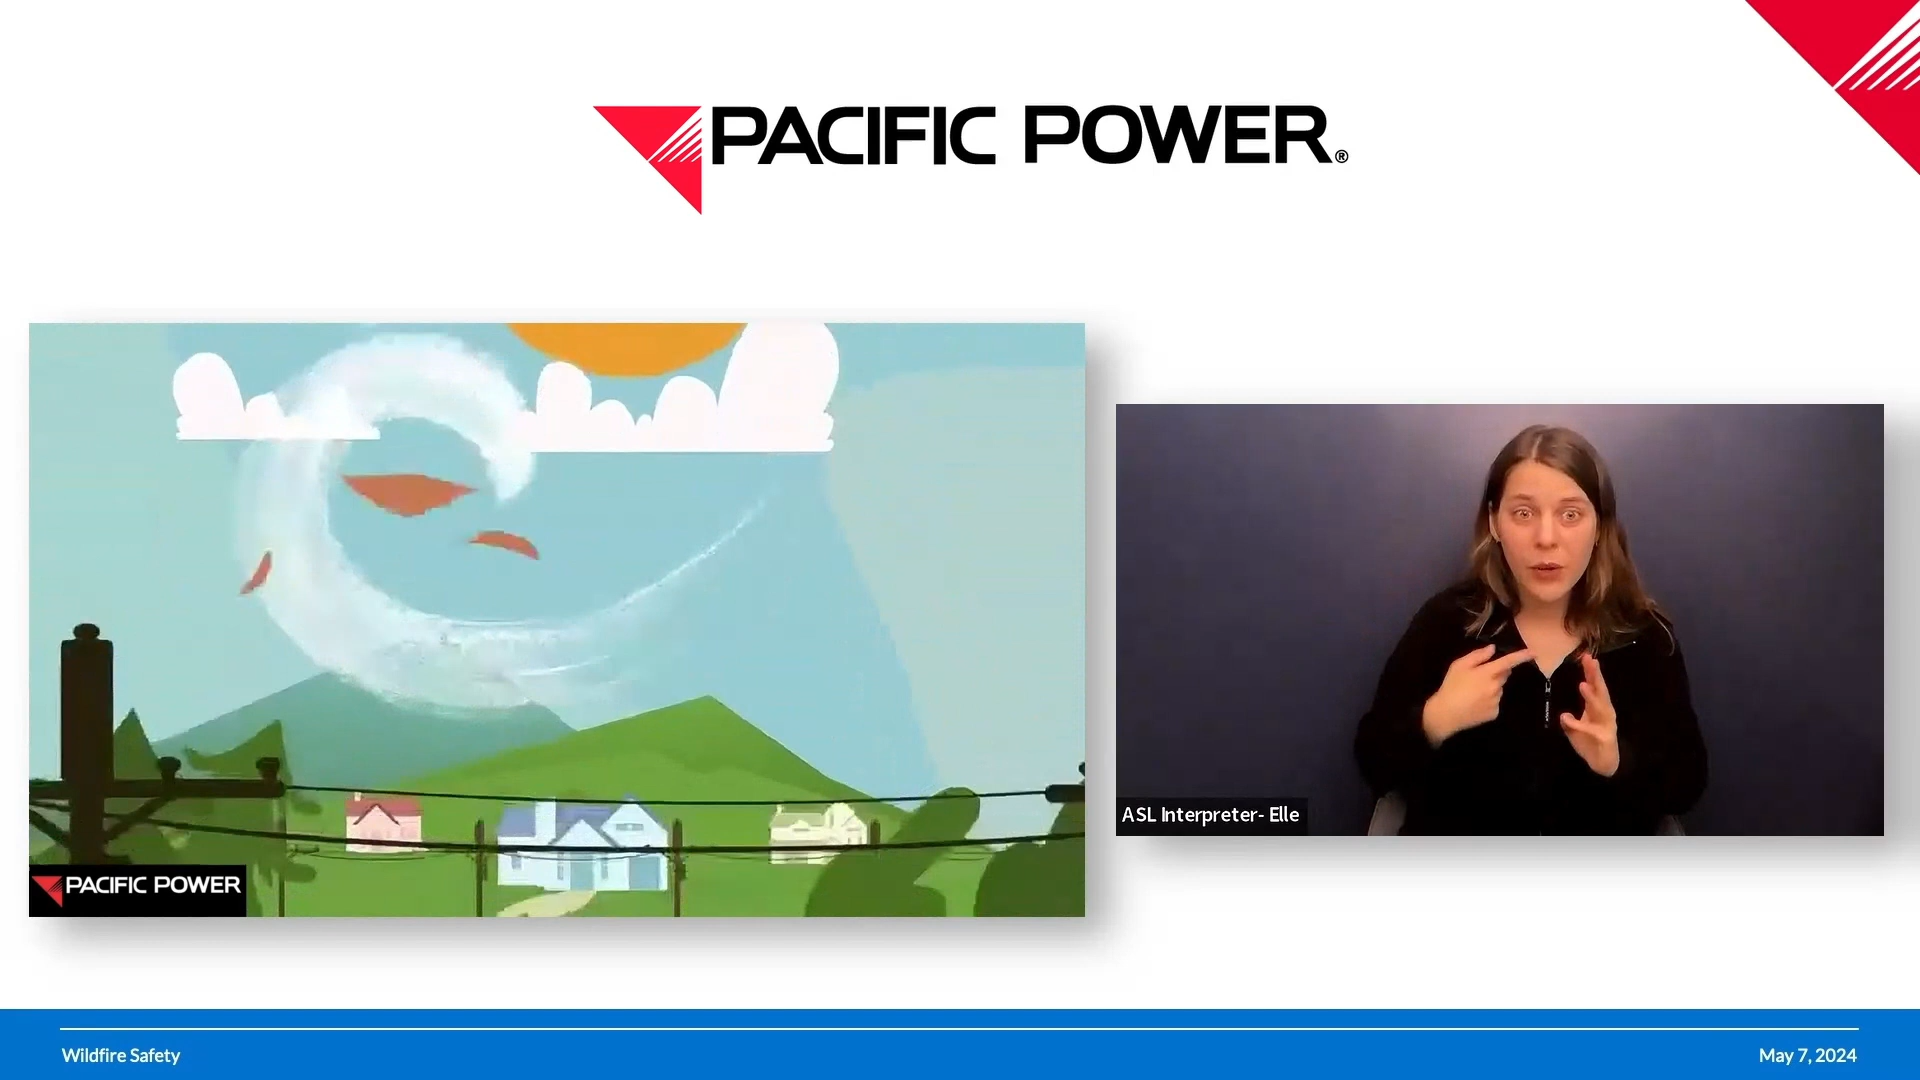 PACIFIC POWER®
PACIFIC POWER
ASL Interpreter- Elle
Wildfire Safety
May 7, 2024